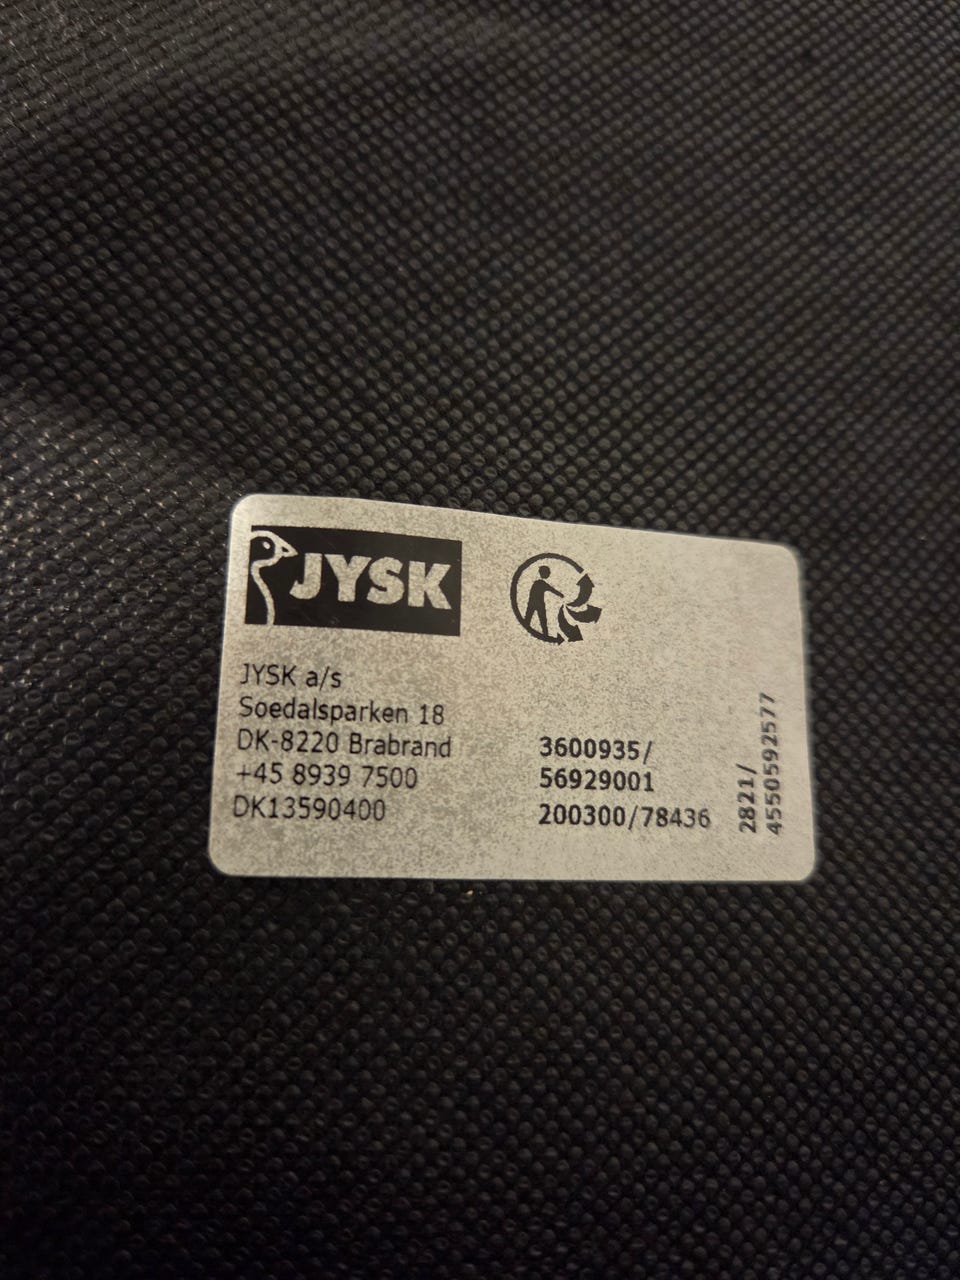 JYSK
JYSK a/s
Soedalsparken 18
DK-8220 Brabrand
+45 8939 7500
DK13590400
3600935/
56929001
200300/78436
2821/
4550592577